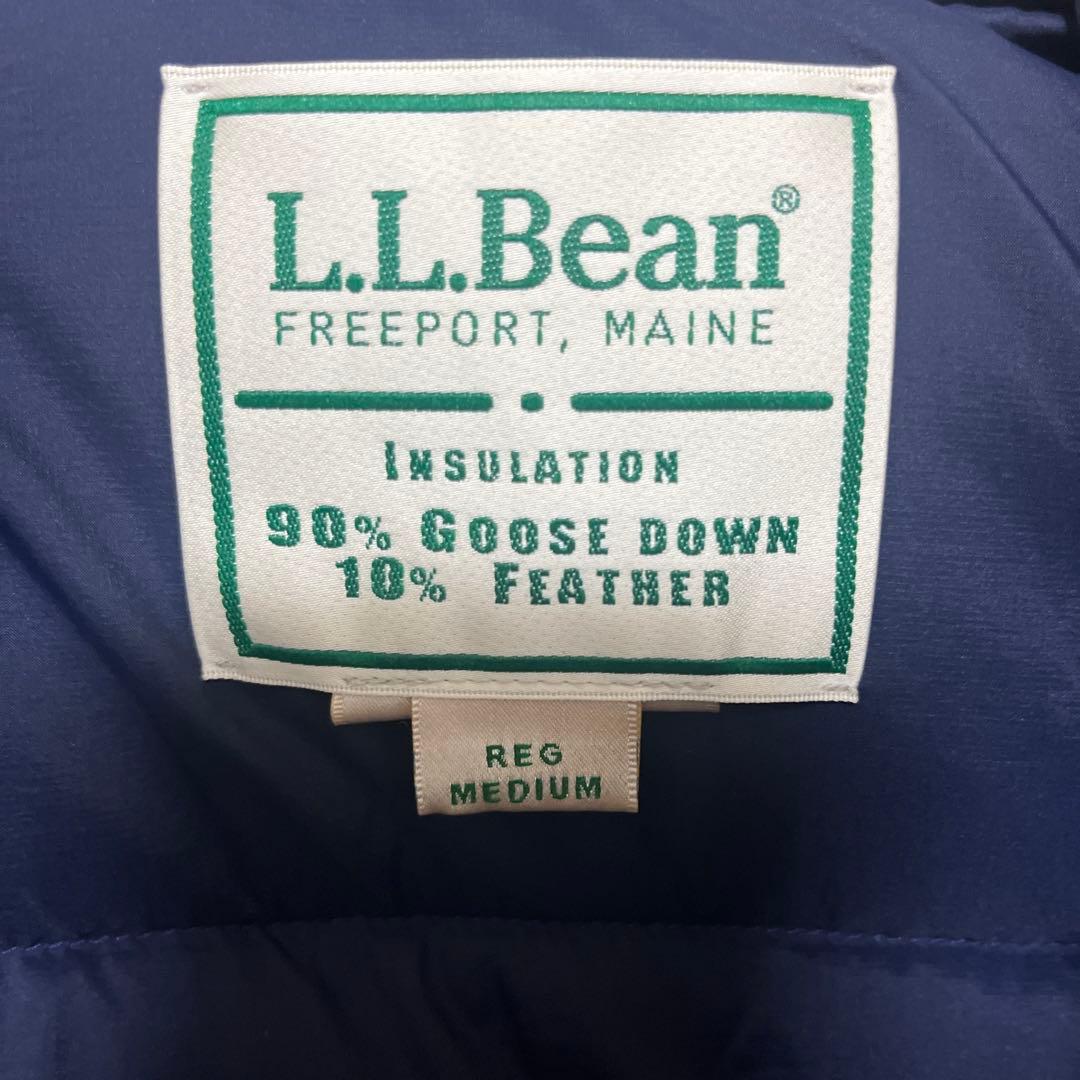 L.L.Bean®
FREEPORT, MAINE
INSULATION
90% GOOSE DOWN
10% FEATHER
REG
MEDIUM